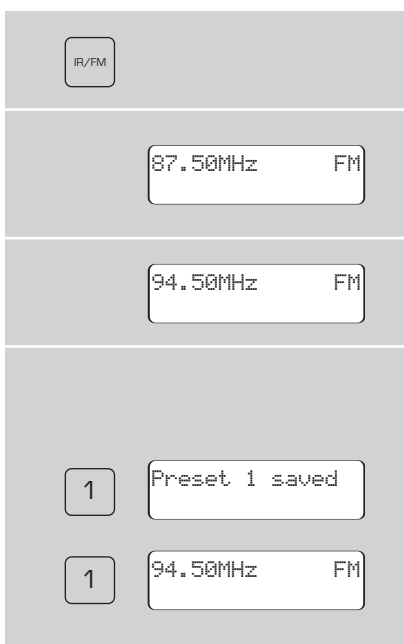 IR/FM
87.50MHz FM
94.50MHz FM
1 Preset 1 saved
1 94.50MHz FM